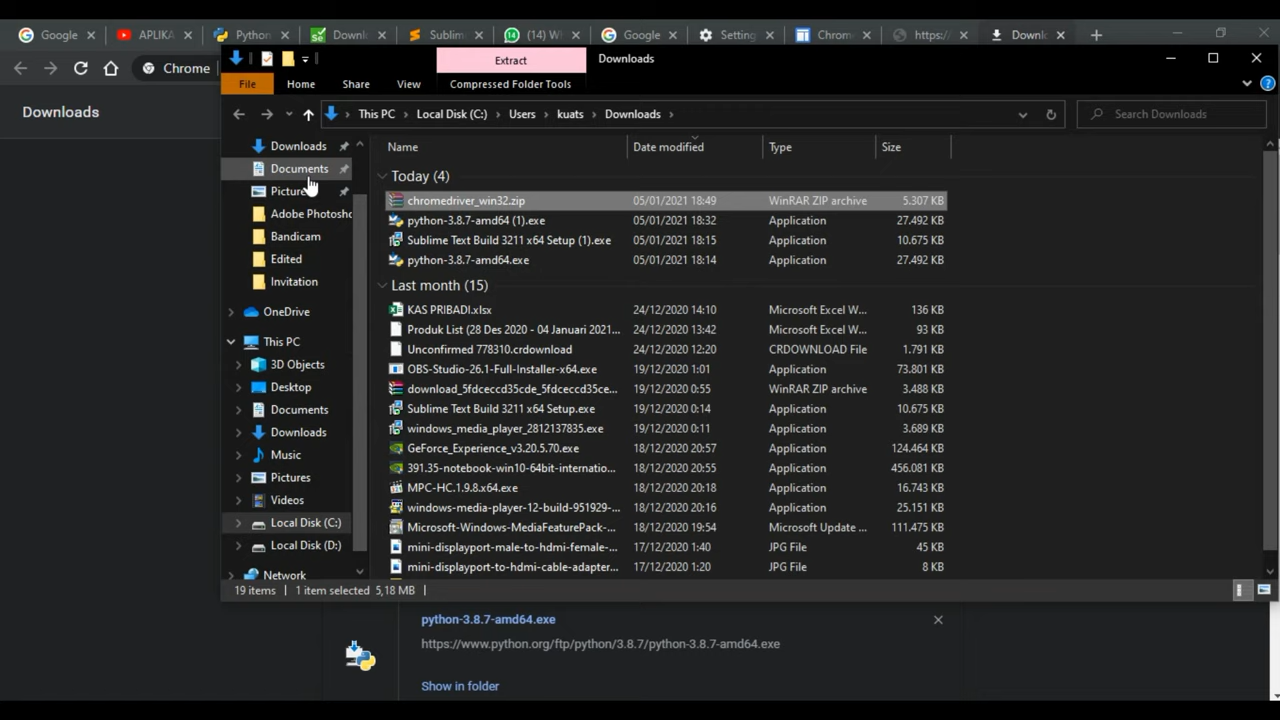 Google
APLIKA
Python
Downl
Sublim
(14) W
Google
Setting
Chrom
https:/
Downl
Chrome
Downloads
Extract
Downloads
File
Home
Share
View
Compressed Folder Tools
This PC > Local Disk (C:) > Users > kuats > Downloads >
Search Downloads
Downloads
Documents
Picture
Adobe Photosho
Bandicam
Edited
Invitation
OneDrive
This PC
3D Objects
Desktop
Documents
Downloads
Music
Pictures
Videos
Local Disk (C:)
Local Disk (D:)
Network
Name Date modified Type Size
Today (4)
chromedriver_win32.zip 05/01/2021 18:49 WinRAR ZIP archive 5.307 KB
python-3.8.7-amd64 (1).exe 05/01/2021 18:32 Application 27.492 KB
Sublime Text Build 3211 x64 Setup (1).exe 05/01/2021 18:15 Application 10.675 KB
python-3.8.7-amd64.exe 05/01/2021 18:14 Application 27.492 KB
Last month (15)
KAS PRIBADI.xlsx 24/12/2020 14:10 Microsoft Excel W... 136 KB
Produk List (28 Des 2020 - 04 Januari 2021... 24/12/2020 13:42 Microsoft Excel W... 93 KB
Unconfirmed 778310.crdownload 24/12/2020 12:20 CRDOWNLOAD File 1.791 KB
OBS-Studio-26.1-Full-Installer-x64.exe 19/12/2020 1:01 Application 73.801 KB
download_5fdceccd35cde_5fdceccd35ce... 19/12/2020 0:55 WinRAR ZIP archive 3.488 KB
Sublime Text Build 3211 x64 Setup.exe 19/12/2020 0:14 Application 10.675 KB
windows_media_player_2812137835.exe 19/12/2020 0:11 Application 3.689 KB
GeForce_Experience_v3.20.5.70.exe 18/12/2020 20:57 Application 124.464 KB
391.35-notebook-win10-64bit-internatio... 18/12/2020 20:55 Application 456.081 KB
MPC-HC.1.9.8.x64.exe 18/12/2020 20:18 Application 16.743 KB
windows-media-player-12-build-951929-... 18/12/2020 20:16 Application 25.151 KB
Microsoft-Windows-MediaFeaturePack-... 18/12/2020 19:54 Microsoft Update ... 111.475 KB
mini-displayport-male-to-hdmi-female-... 17/12/2020 1:40 JPG File 45 KB
mini-displayport-to-hdmi-cable-adapter... 17/12/2020 1:20 JPG File 8 KB
19 items 1 item selected 5,18 MB
python-3.8.7-amd64.exe
https://www.python.org/ftp/python/3.8.7/python-3.8.7-amd64.exe
Show in folder